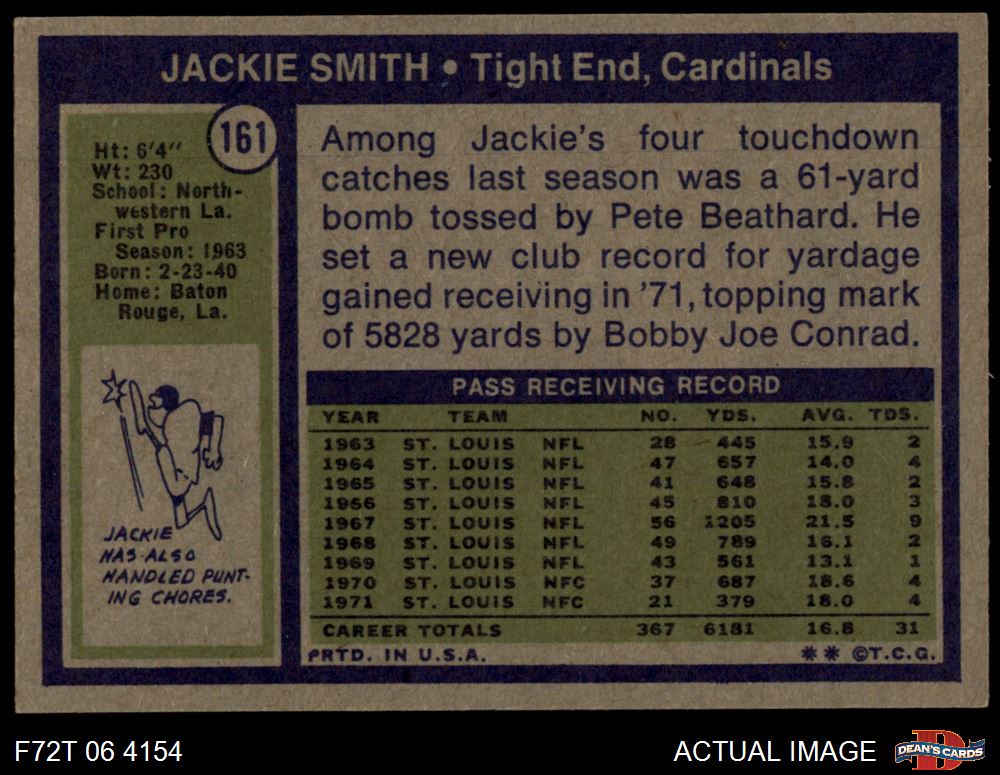 JACKIE SMITH • Tight End, Cardinals
161
Ht: 6'4"
Wt: 230
School: North-
western La.
First Pro
Season: 1963
Born: 2-23-40
Home: Baton
Rouge, La.
JACKIE
HAS ALSO
HANDLED PUNT-
ING CHORES.
Among Jackie's four touchdown
catches last season was a 61-yard
bomb tossed by Pete Beathard. He
set a new club record for yardage
gained receiving in '71, topping mark
of 5828 yards by Bobby Joe Conrad.
PASS RECEIVING RECORD
YEAR TEAM NO. YDS. AVG. TDS.
1963 ST. LOUIS NFL 28 445 15.9 2
1964 ST. LOUIS NFL 47 657 14.0 4
1965 ST. LOUIS NFL 41 648 15.8 2
1966 ST. LOUIS NFL 45 810 18.0 3
1967 ST. LOUIS NFL 56 1205 21.5 9
1968 ST. LOUIS NFL 49 789 16.1 2
1969 ST. LOUIS NFL 43 561 13.1 1
1970 ST. LOUIS NFC 37 687 18.6 4
1971 ST. LOUIS NFC 21 379 18.0 4
CAREER TOTALS 367 6181 16.8 31
PRTD. IN U.S.A. ** ©T.C.G.
F72T 06 4154 ACTUAL IMAGE DEAN'S CARDS